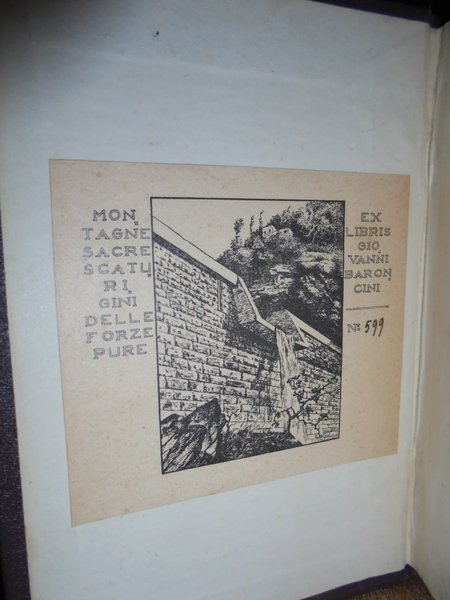 MON
TAGNE
SACRE
SCATU
RI
GINI
DELLE
FORZE
PURE
EX
LIBRIS
GIO
VANNI
BARON
CINI
No: 599